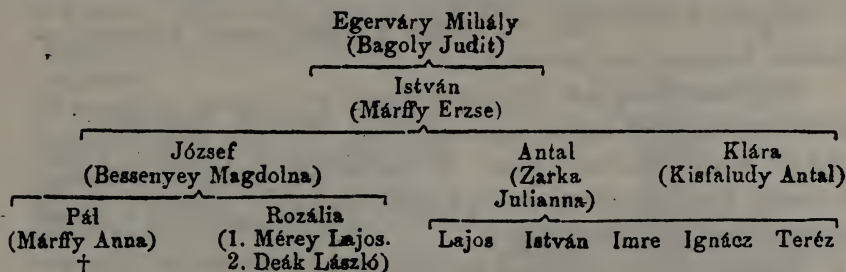 Egerváry Mihály
(Bagoly Judit)
István
(Márffy Erzse)
József Antal Klára
(Bessenyey Magdolna) (Zarka (Kisfaludy Antal)
Julianna)
Pál Rozália
(Márffy Anna) (1. Mérey Lajos. Lajos István Imre Ignácz Teréz
† 2. Deák László)